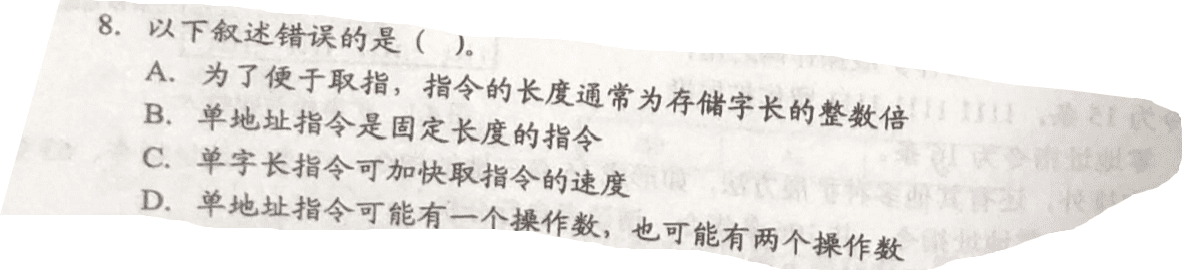 8. 以下叙述错误的是( )。
A. 为了便于取指，指令的长度通常为存储字长的整数倍
B. 单地址指令是固定长度的指令
C. 单字长指令可加快取指令的速度
D. 单地址指令可能有一个操作数，也可能有两个操作数